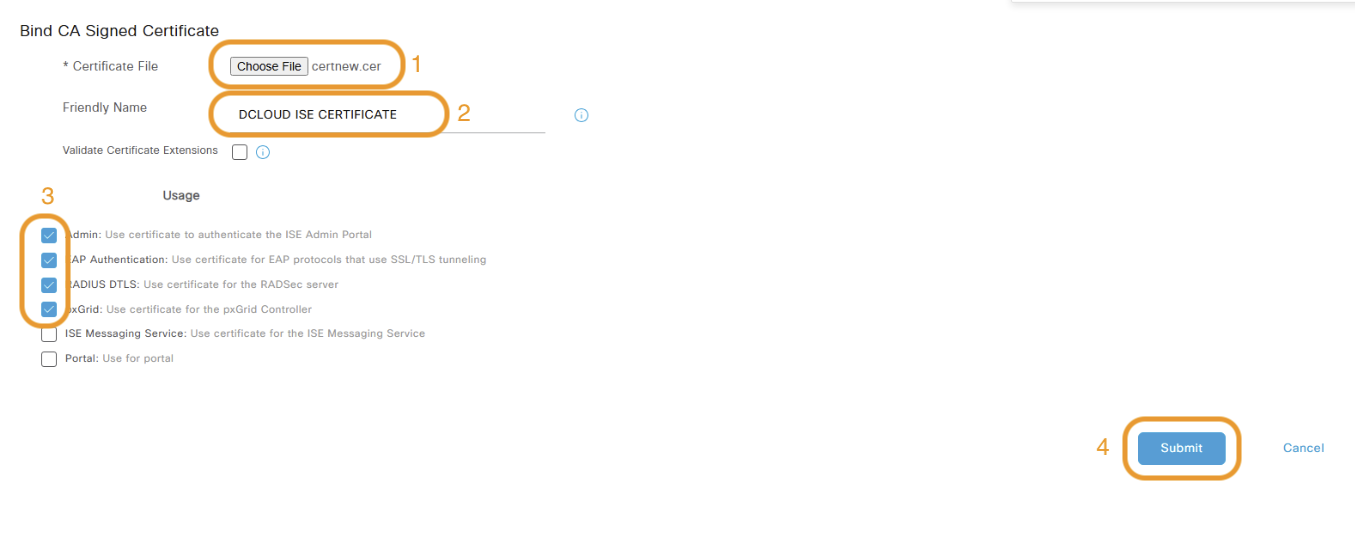 Bind CA Signed Certificate
* Certificate File Choose File certnew.cer 1
Friendly Name DCLOUD ISE CERTIFICATE 2
Validate Certificate Extensions
3 Usage
Admin: Use certificate to authenticate the ISE Admin Portal
EAP Authentication: Use certificate for EAP protocols that use SSL/TLS tunneling
RADIUS DTLS: Use certificate for the RADSec server
pxGrid: Use certificate for the pxGrid Controller
ISE Messaging Service: Use certificate for the ISE Messaging Service
Portal: Use for portal
4 Submit Cancel